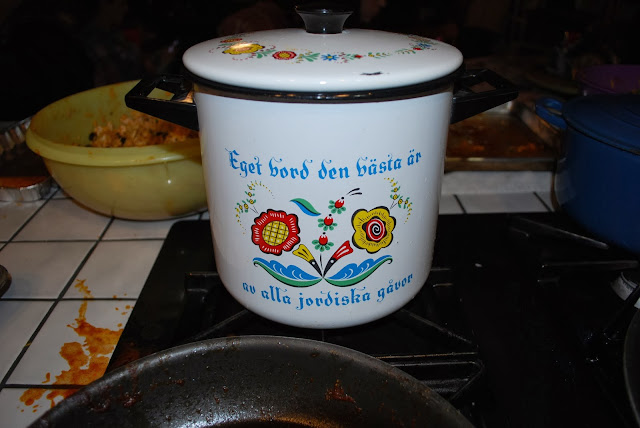 Eget bord den bästa är
av alla jordiska gåvor